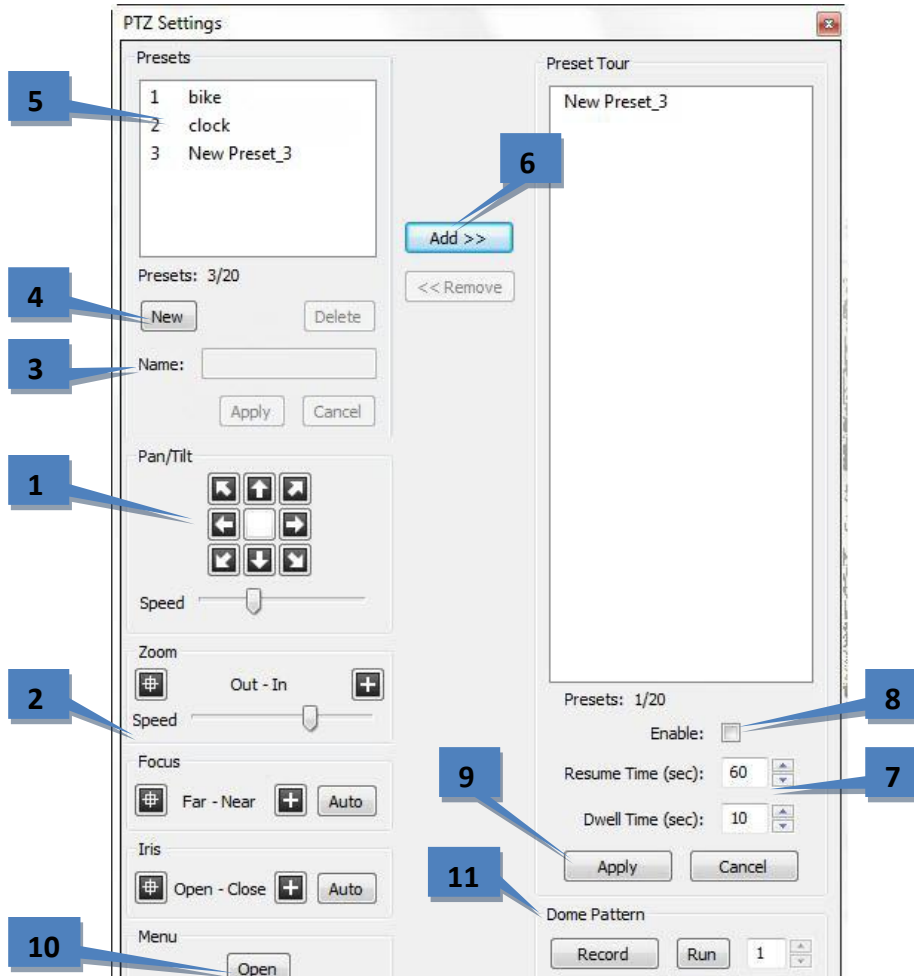 PTZ Settings
Presets
1 bike
2 clock
3 New Preset_3
Presets: 3/20
New
Delete
Name:
Apply
Cancel
Add >>
<< Remove
Pan/Tilt
Speed
Zoom
Out - In
Speed
Focus
Far - Near
Auto
Iris
Open - Close
Auto
Menu
Open
Preset Tour
New Preset_3
Presets: 1/20
Enable:
Resume Time (sec): 60
Dwell Time (sec): 10
Apply
Cancel
Dome Pattern
Record
Run
1
5
6
4
3
1
2
8
7
9
11
10